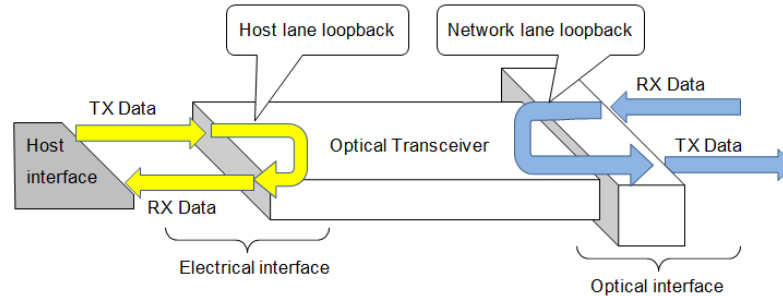 Host lane loopback
Network lane loopback
RX Data
TX Data
TX Data
Host
interface
Optical Transceiver
RX Data
Electrical interface
Optical interface